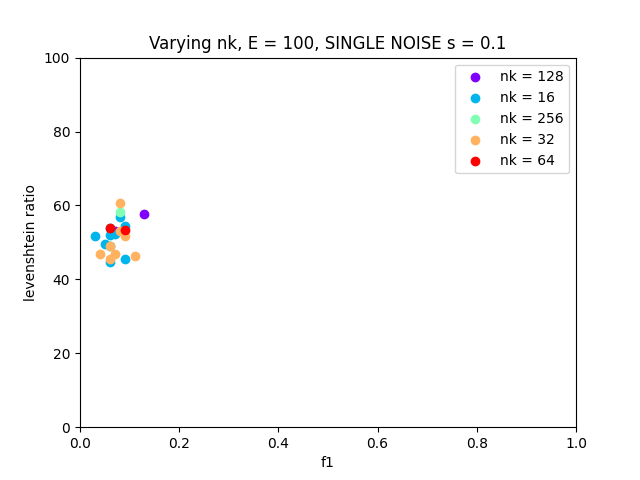 Varying nk, E = 100, SINGLE NOISE s = 0.1
100
80
60
40
20
0
levenshtein ratio
0.0 0.2 0.4 0.6 0.8 1.0
f1
nk = 128
nk = 16
nk = 256
nk = 32
nk = 64